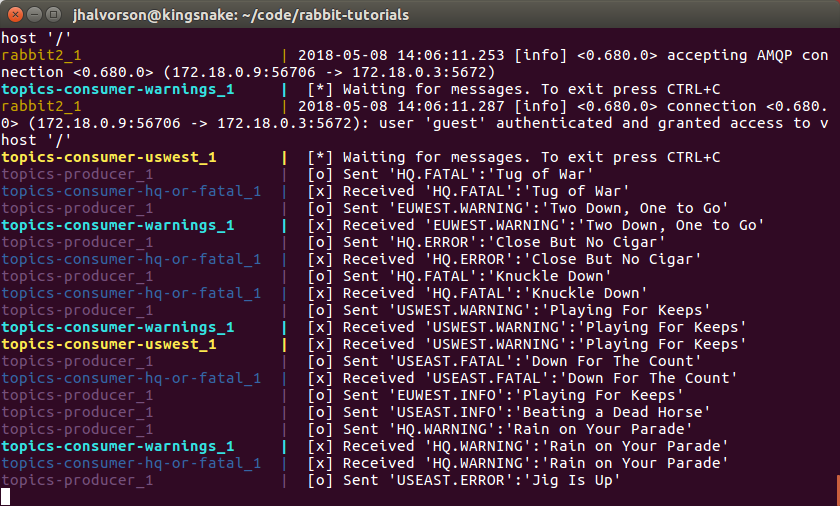 jhalvorson@kingsnake: ~/code/rabbit-tutorials
host '/'
rabbit2_1 | 2018-05-08 14:06:11.253 [info] <0.680.0> accepting AMQP con
nection <0.680.0> (172.18.0.9:56706 -> 172.18.0.3:5672)
topics-consumer-warnings_1 | [*] Waiting for messages. To exit press CTRL+C
rabbit2_1 | 2018-05-08 14:06:11.287 [info] <0.680.0> connection <0.680.
0> (172.18.0.9:56706 -> 172.18.0.3:5672): user 'guest' authenticated and granted access to v
host '/'
topics-consumer-uswest_1 | [*] Waiting for messages. To exit press CTRL+C
topics-producer_1 | [o] Sent 'HQ.FATAL':'Tug of War'
topics-consumer-hq-or-fatal_1 | [x] Received 'HQ.FATAL':'Tug of War'
topics-producer_1 | [o] Sent 'EUWEST.WARNING':'Two Down, One to Go'
topics-consumer-warnings_1 | [x] Received 'EUWEST.WARNING':'Two Down, One to Go'
topics-producer_1 | [o] Sent 'HQ.ERROR':'Close But No Cigar'
topics-consumer-hq-or-fatal_1 | [x] Received 'HQ.ERROR':'Close But No Cigar'
topics-producer_1 | [o] Sent 'HQ.FATAL':'Knuckle Down'
topics-consumer-hq-or-fatal_1 | [x] Received 'HQ.FATAL':'Knuckle Down'
topics-producer_1 | [o] Sent 'USWEST.WARNING':'Playing For Keeps'
topics-consumer-warnings_1 | [x] Received 'USWEST.WARNING':'Playing For Keeps'
topics-consumer-uswest_1 | [x] Received 'USWEST.WARNING':'Playing For Keeps'
topics-producer_1 | [o] Sent 'USEAST.FATAL':'Down For The Count'
topics-consumer-hq-or-fatal_1 | [x] Received 'USEAST.FATAL':'Down For The Count'
topics-producer_1 | [o] Sent 'EUWEST.INFO':'Playing For Keeps'
topics-producer_1 | [o] Sent 'USEAST.INFO':'Beating a Dead Horse'
topics-producer_1 | [o] Sent 'HQ.WARNING':'Rain on Your Parade'
topics-consumer-warnings_1 | [x] Received 'HQ.WARNING':'Rain on Your Parade'
topics-consumer-hq-or-fatal_1 | [x] Received 'HQ.WARNING':'Rain on Your Parade'
topics-producer_1 | [o] Sent 'USEAST.ERROR':'Jig Is Up'